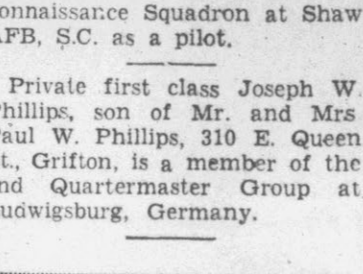 onnaissance Squadron at Shaw
AFB, S.C. as a pilot.
Private first class Joseph W.
Phillips, son of Mr. and Mrs
Paul W. Phillips, 310 E. Queen
t., Grifton, is a member of the
nd Quartermaster Group at
udwigsburg, Germany.